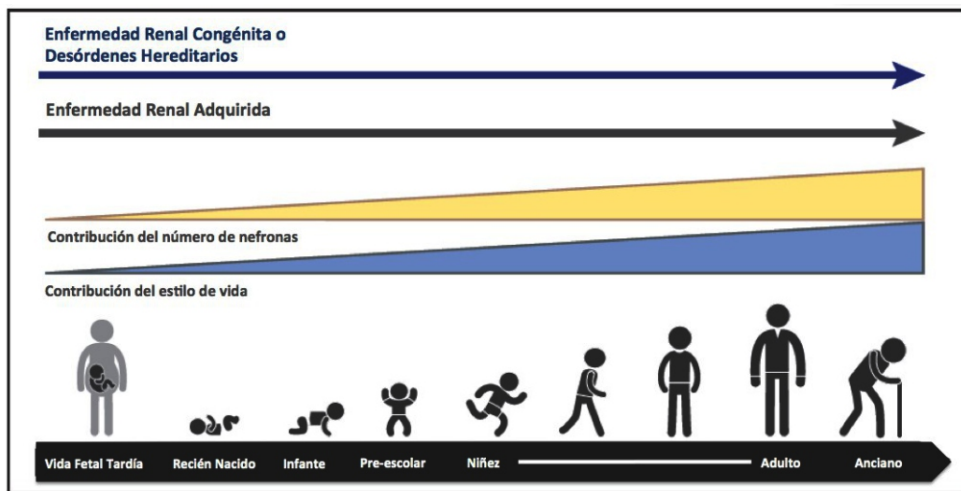 Enfermedad Renal Congénita o
Desórdenes Hereditarios
Enfermedad Renal Adquirida
Contribución del número de nefronas
Contribución del estilo de vida
Vida Fetal Tardía Recién Nacido Infante Pre-escolar Niñez Adulto Anciano